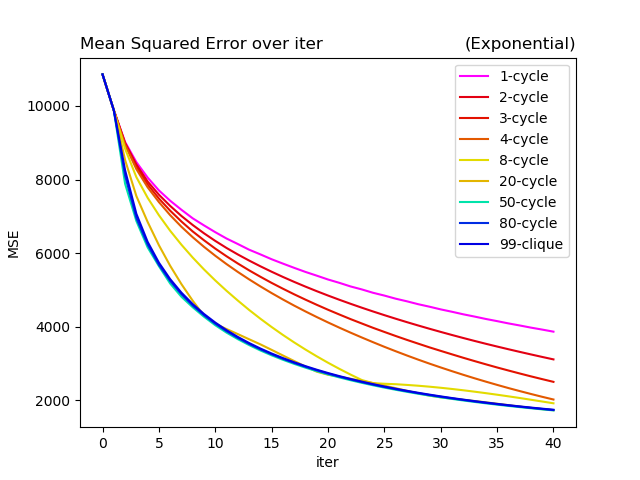 Mean Squared Error over iter (Exponential)
1-cycle
2-cycle
3-cycle
4-cycle
8-cycle
20-cycle
50-cycle
80-cycle
99-clique
MSE
10000
8000
6000
4000
2000
0 5 10 15 20 25 30 35 40
iter